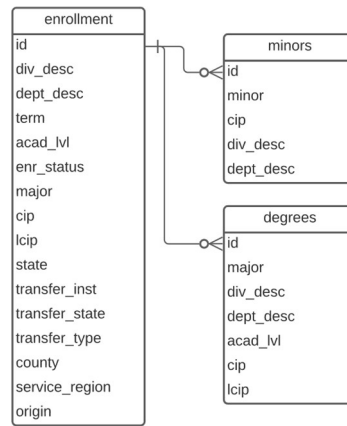 enrollment
id
div_desc
dept_desc
term
acad_lvl
enr_status
major
cip
lcip
state
transfer_inst
transfer_state
transfer_type
county
service_region
origin
minors
id
minor
cip
div_desc
dept_desc
degrees
id
major
div_desc
dept_desc
acad_lvl
cip
lcip